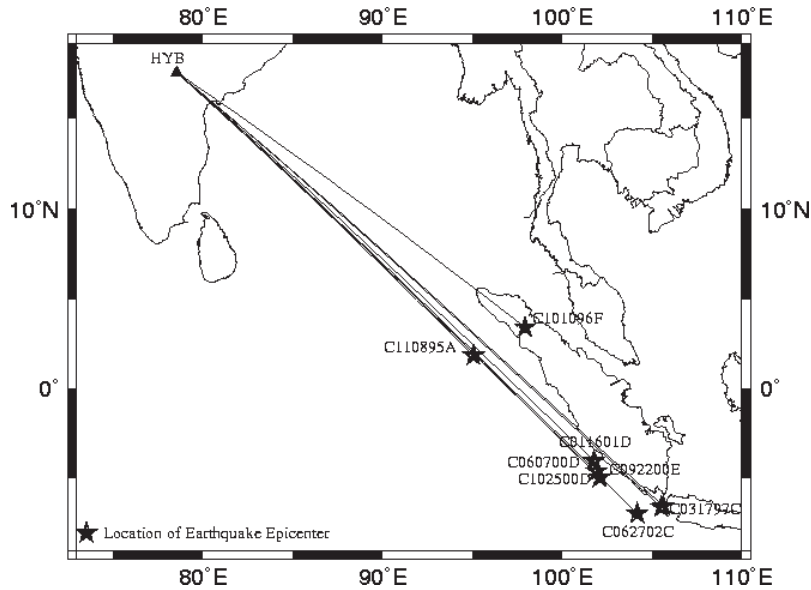 80°E 90°E 100°E 110°E
HYB
10°N 10°N
C101096F
C110895A
0° 0°
C011601D
C060700D
C092200E
C102500D
C031797C
C062702C
Location of Earthquake Epicenter
80°E 90°E 100°E 110°E